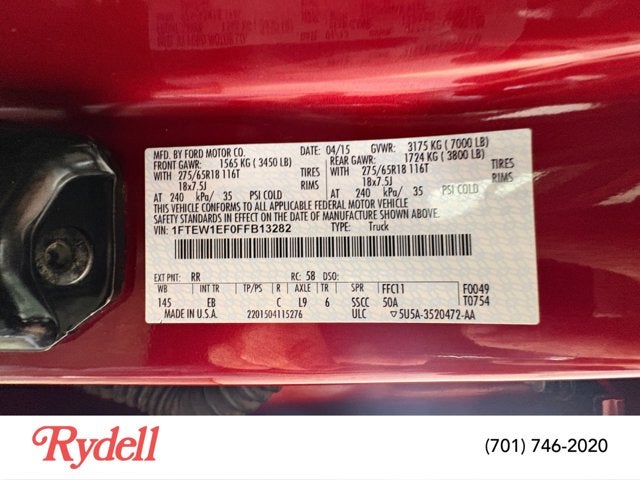 MFD. BY FORD MOTOR CO. DATE: 04/15 GVWR: 3175 KG ( 7000 LB)
FRONT GAWR: 1565 KG ( 3450 LB) REAR GAWR: 1724 KG ( 3800 LB)
WITH 275/65R18 116T TIRES WITH 275/65R18 116T TIRES
18x7.5J RIMS 18x7.5J RIMS
AT 240 kPa/ 35 PSI COLD AT 240 kPa/ 35 PSI COLD
THIS VEHICLE CONFORMS TO ALL APPLICABLE FEDERAL MOTOR VEHICLE
SAFETY STANDARDS IN EFFECT ON THE DATE OF MANUFACTURE SHOWN ABOVE.
VIN: 1FTEW1EF0FFB13282 TYPE: Truck
EXT PNT: RR RC: 58 DSO:
WB INT TR TP/PS R AXLE TR SPR FFC11 F0049
145 EB C L9 6 SSCC 50A T0754
MADE IN U.S.A. 2201504115276 ULC ▽5U5A-3520472-AA
Rydell
(701) 746-2020